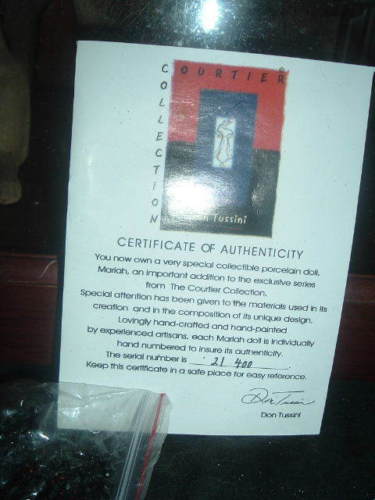 COURTIER ®
COLLECTION
Don Tussini
CERTIFICATE OF AUTHENTICITY
You now own a very special collectible porcelain doll,
Mariah, an important addition to the exclusive series
from The Courtier Collection.
Special attention has been given to the materials used in its
creation and in the composition of its unique design.
Lovingly hand-crafted and hand-painted
by experienced artisans, each Mariah doll is individually
hand numbered to insure its authenticity.
The serial number is 21 400
Keep this certificate in a safe place for easy reference.
Don Tussini
Don Tussini